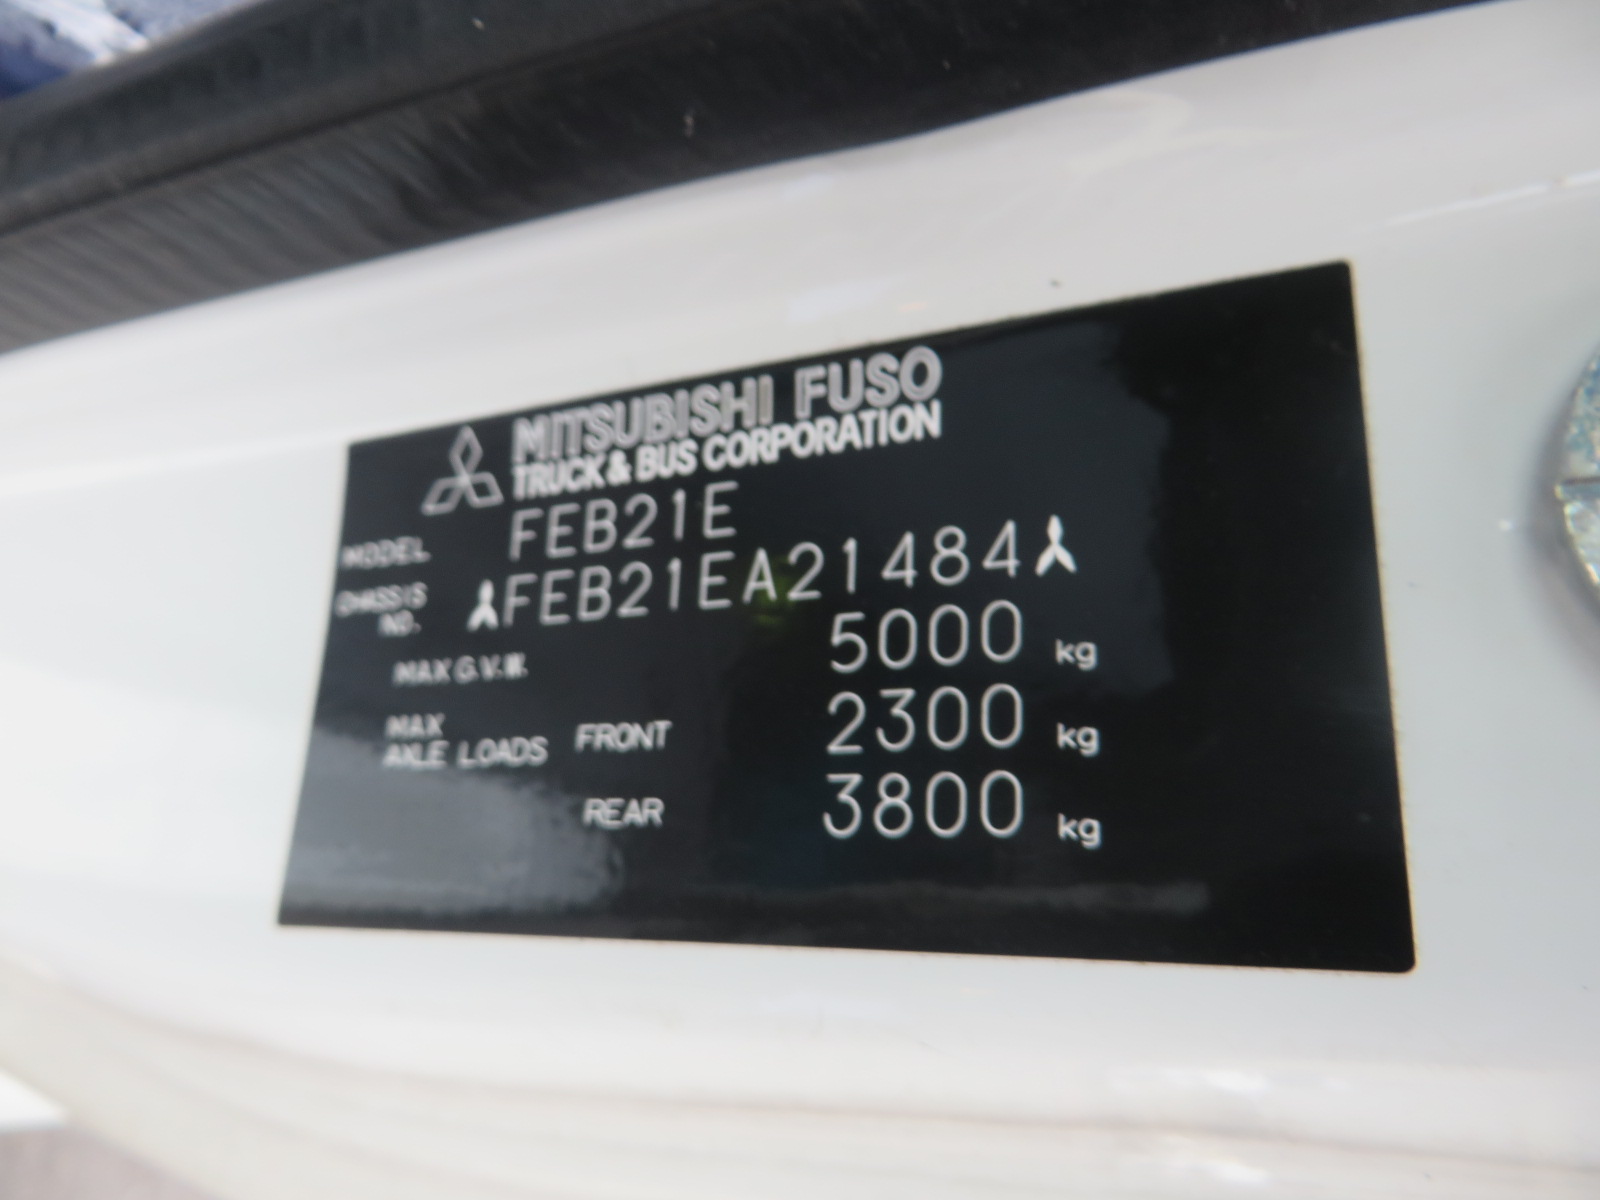 MITSUBISHI FUSO
TRUCK & BUS CORPORATION
MODEL FEB21E
CHASSIS NO. FEB21EA21484
MAX G.V.W. 5000 kg
MAX AXLE LOADS FRONT 2300 kg
REAR 3800 kg